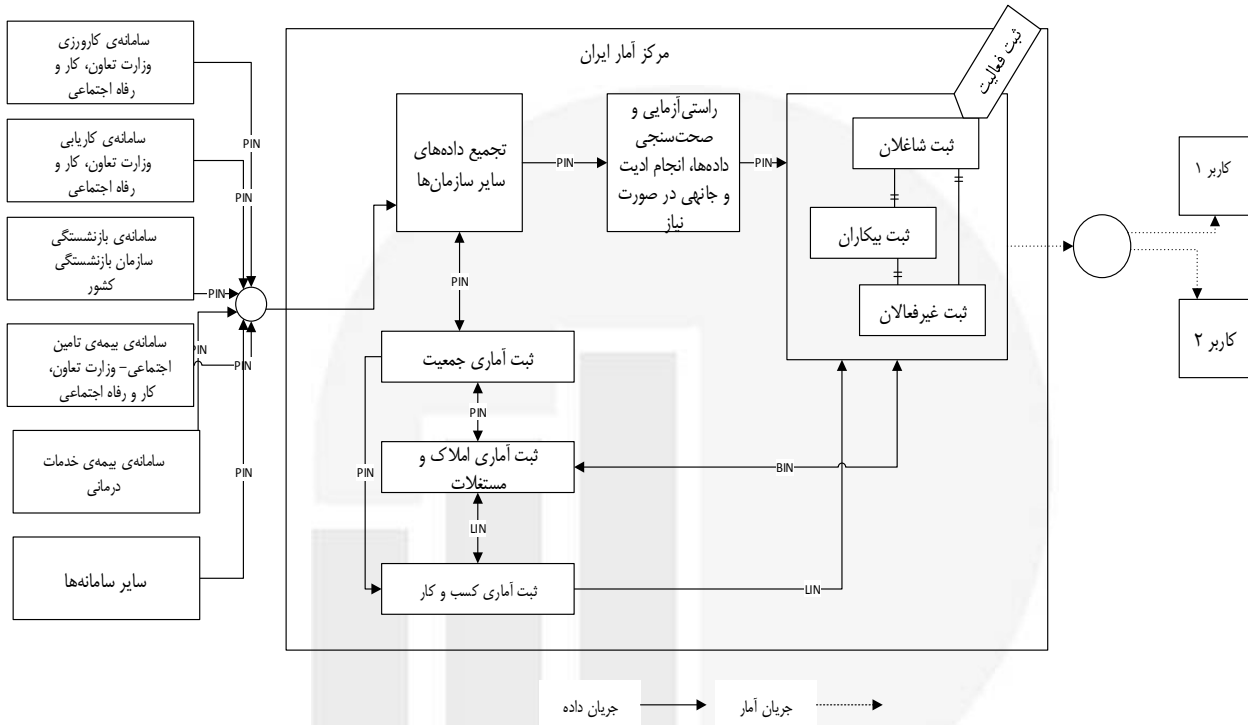 مرکز آمار ایران
ثبت فعالیت
سامانه‌ی کارورزی
وزارت تعاون، کار و
رفاه اجتماعی
سامانه‌ی کاریابی
وزارت تعاون، کار و
رفاه اجتماعی
سامانه‌ی بازنشستگی
سازمان بازنشستگی
کشور
سامانه‌ی بیمه‌ی تامین
اجتماعی- وزارت تعاون،
کار و رفاه اجتماعی
سامانه‌ی بیمه‌ی خدمات
درمانی
سایر سامانه‌ها
PIN
PIN
PIN
PIN
PIN
PIN
تجمیع داده‌های
سایر سازمان‌ها
PIN
راستی‌آزمایی و
صحت‌سنجی
داده‌ها، انجام ادیت
و جانهی در صورت
نیاز
PIN
ثبت شاغلان
ثبت بیکاران
ثبت غیرفعالان
کاربر ۱
کاربر ۲
PIN
ثبت آماری جمعیت
PIN
PIN
ثبت آماری املاک و
مستغلات
BIN
LIN
ثبت آماری کسب و کار
LIN
جریان داده
جریان آمار